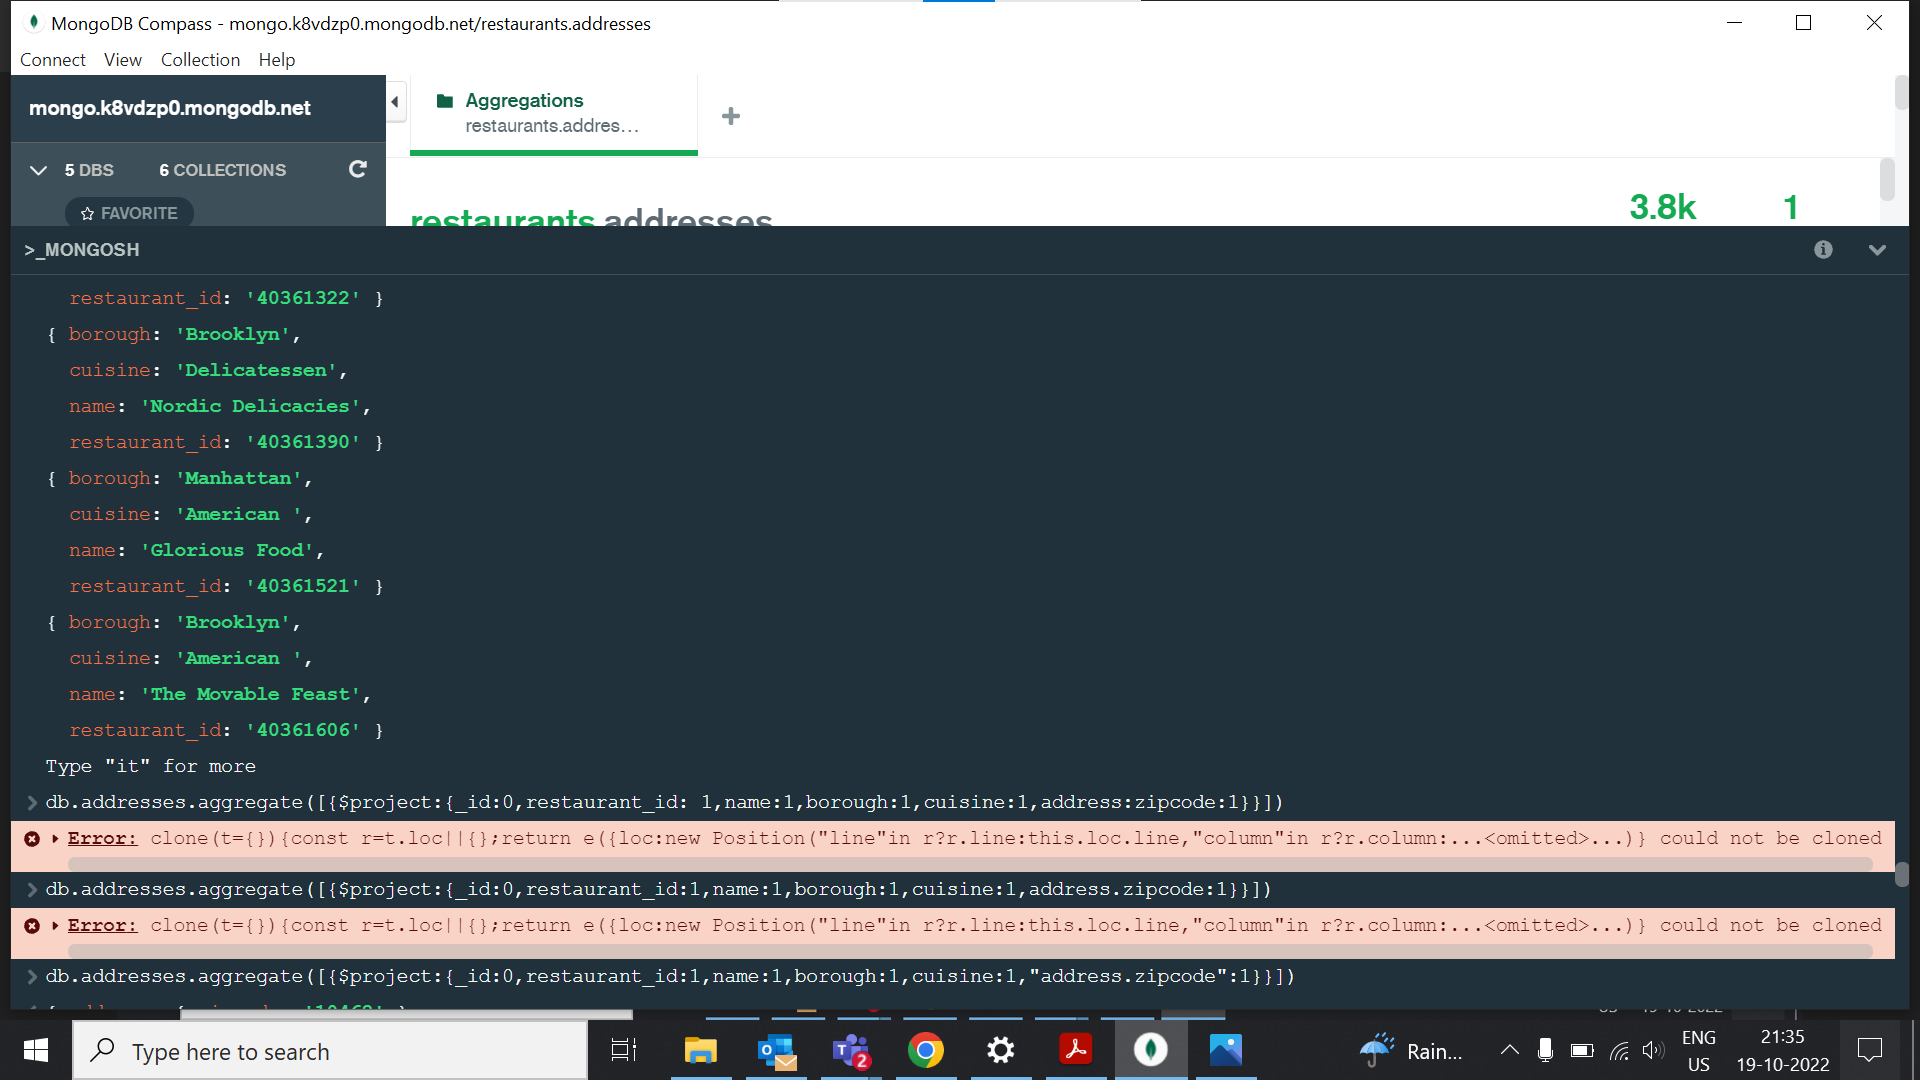 MongoDB Compass - mongo.k8vdzp0.mongodb.net/restaurants.addresses
Connect View Collection Help
mongo.k8vdzp0.mongodb.net
Aggregations
restaurants.addres...
5 DBS 6 COLLECTIONS
FAVORITE
restaurants.addresses
3.8k 1
>_MONGOSH
restaurant_id: '40361322' }
{ borough: 'Brooklyn',
cuisine: 'Delicatessen',
name: 'Nordic Delicacies',
restaurant_id: '40361390' }
{ borough: 'Manhattan',
cuisine: 'American ',
name: 'Glorious Food',
restaurant_id: '40361521' }
{ borough: 'Brooklyn',
cuisine: 'American ',
name: 'The Movable Feast',
restaurant_id: '40361606' }
Type "it" for more
db.addresses.aggregate([{$project:{_id:0,restaurant_id: 1,name:1,borough:1,cuisine:1,address:zipcode:1}}])
Error: clone(t={}){const r=t.loc||{};return e({loc:new Position("line"in r?r.line:this.loc.line,"column"in r?r.column:...<omitted>...)} could not be cloned
db.addresses.aggregate([{$project:{_id:0,restaurant_id:1,name:1,borough:1,cuisine:1,address.zipcode:1}}])
Error: clone(t={}){const r=t.loc||{};return e({loc:new Position("line"in r?r.line:this.loc.line,"column"in r?r.column:...<omitted>...)} could not be cloned
db.addresses.aggregate([{$project:{_id:0,restaurant_id:1,name:1,borough:1,cuisine:1,"address.zipcode":1}}])
Type here to search
Rain...
ENG
US
21:35
19-10-2022